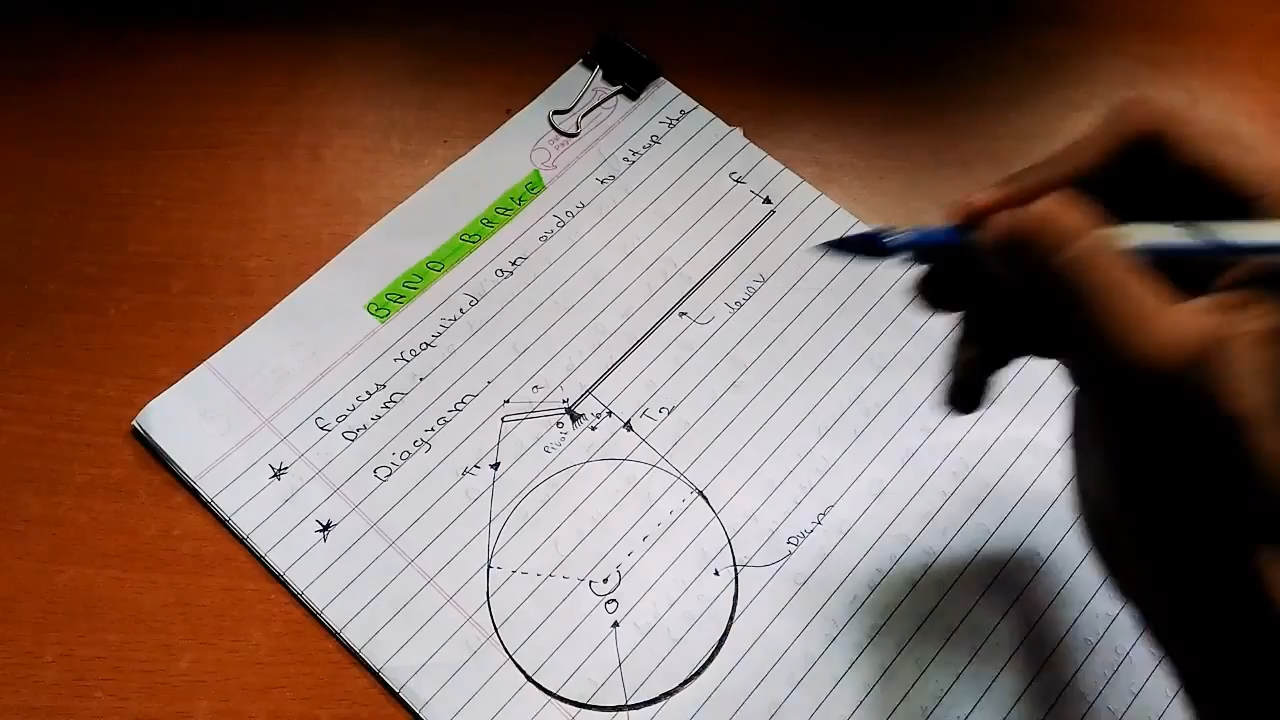 BAND BRAKE
forces required in order to stop the
Drum.
Diagram.
F
lever
a
b
Pivot
T1
T2
θ
Drum